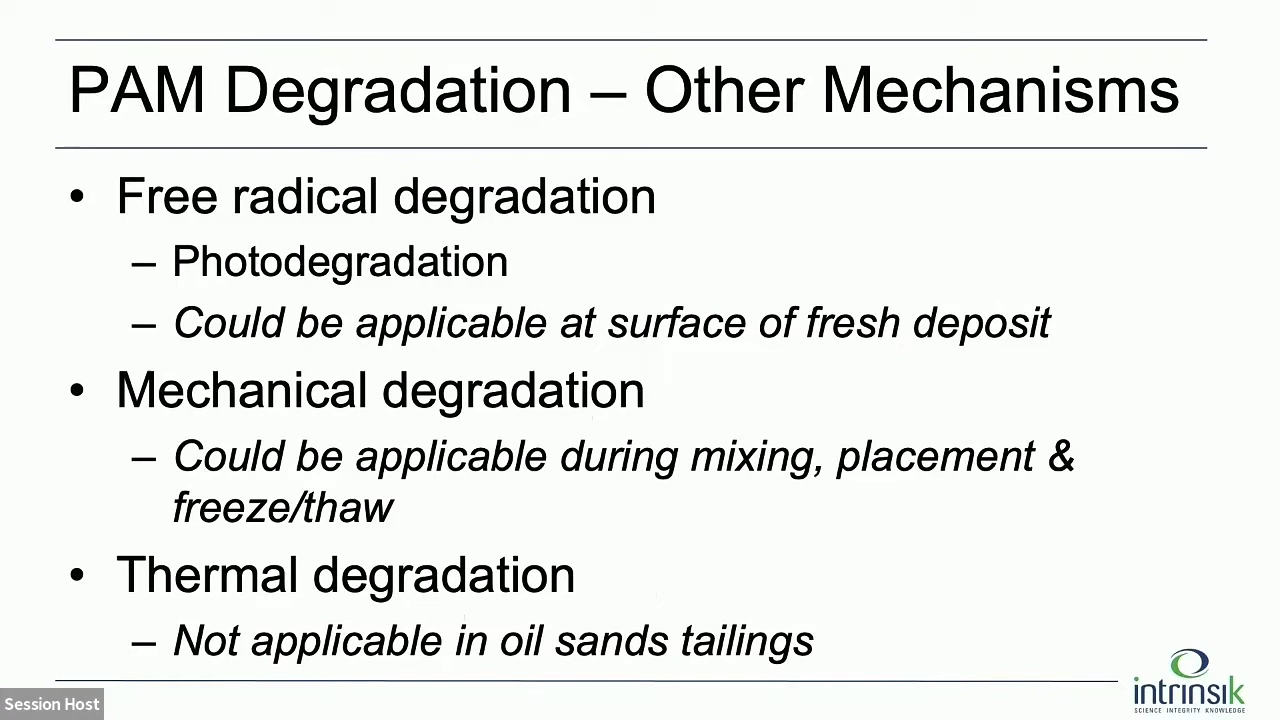 PAM Degradation – Other Mechanisms
• Free radical degradation
– Photodegradation
– Could be applicable at surface of fresh deposit
• Mechanical degradation
– Could be applicable during mixing, placement &
freeze/thaw
• Thermal degradation
– Not applicable in oil sands tailings
Session Host
intrinsik
SCIENCE INTEGRITY KNOWLEDGE